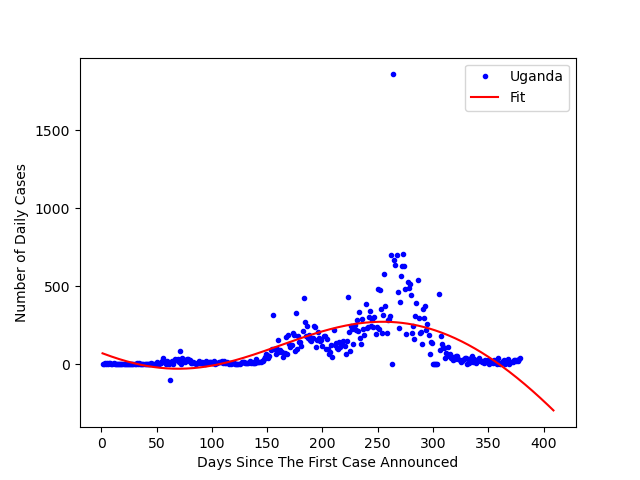 Uganda
Fit
1500
1000
500
0
Number of Daily Cases
0 50 100 150 200 250 300 350 400
Days Since The First Case Announced